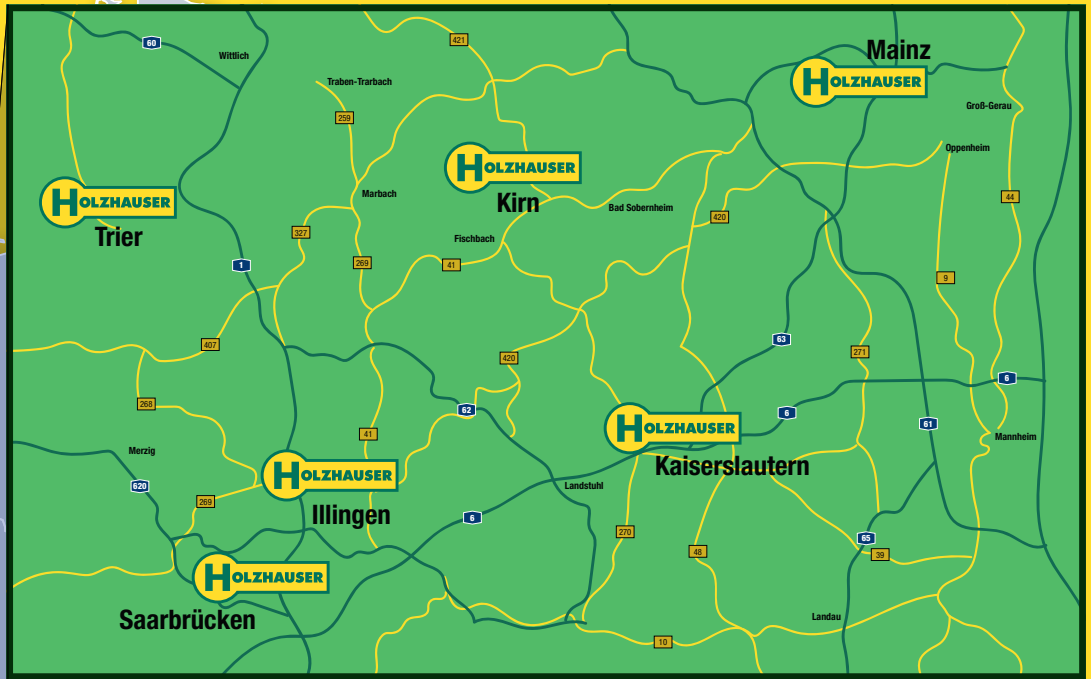 60
Wittlich
421
Mainz
HOLZHAUSER
Traben-Trarbach
Groß-Gerau
259
Oppenheim
HOLZHAUSER
Kirn
Marbach
44
HOLZHAUSER
Trier
Bad Sobernheim
420
327
Fischbach
1
269
41
9
63
407
271
420
6
268
62
6
HOLZHAUSER
Kaiserslautern
61
41
Mannheim
Merzig
HOLZHAUSER
Illingen
620
Landstuhl
269
6
270
65
48
39
HOLZHAUSER
Saarbrücken
Landau
10